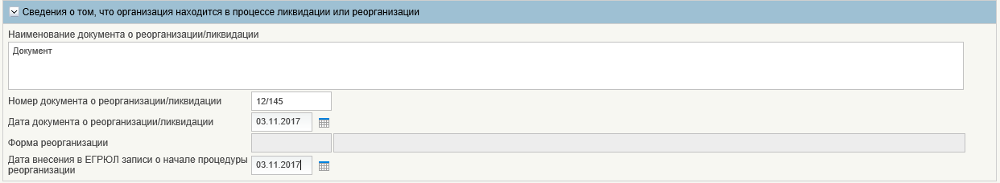 Сведения о том, что организация находится в процессе ликвидации или реорганизации
Наименование документа о реорганизации/ликвидации
Документ
Номер документа о реорганизации/ликвидации 12/145
Дата документа о реорганизации/ликвидации 03.11.2017
Форма реорганизации
Дата внесения в ЕГРЮЛ записи о начале процедуры
реорганизации 03.11.2017